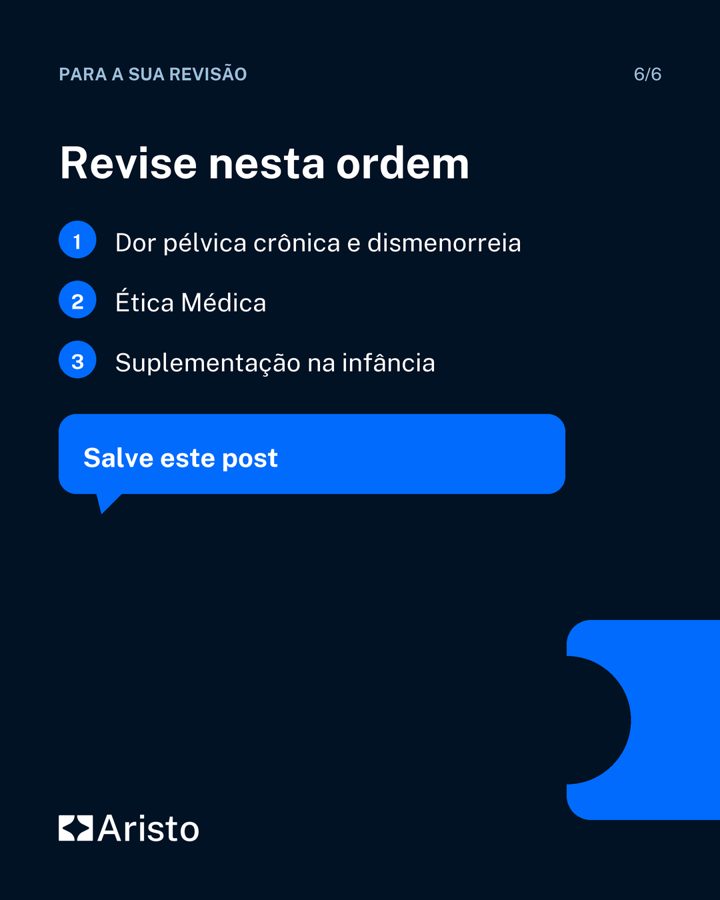 PARA A SUA REVISÃO
6/6
Revise nesta ordem
1 Dor pélvica crônica e dismenorreia
2 Ética Médica
3 Suplementação na infância
Salve este post
Aristo